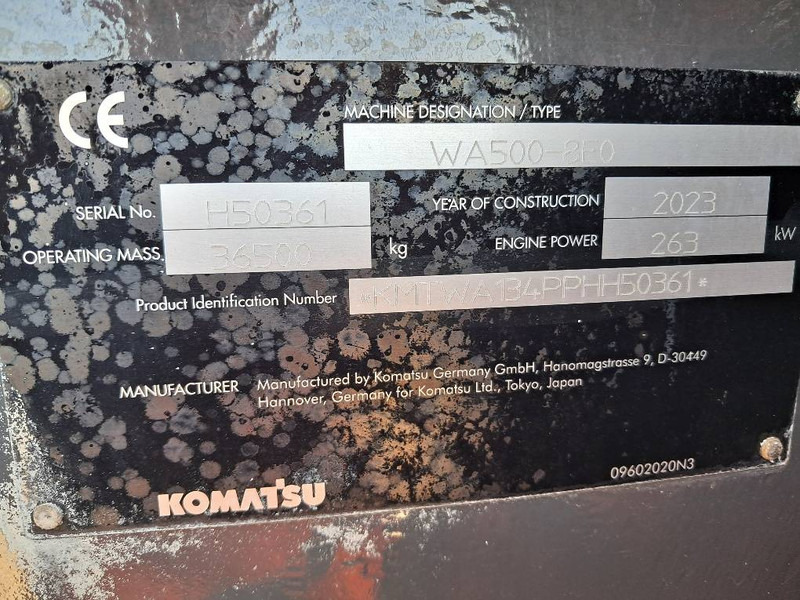 CE
MACHINE DESIGNATION / TYPE
WA500-8E0
SERIAL No. H50361
YEAR OF CONSTRUCTION 2023
OPERATING MASS. 36500 kg
ENGINE POWER 263 kW
Product Identification Number *KMTWA134PPHH50361*
MANUFACTURER Manufactured by Komatsu Germany GmbH, Hanomagstrasse 9, D-30449
Hannover, Germany for Komatsu Ltd., Tokyo, Japan
KOMATSU
09602020N3